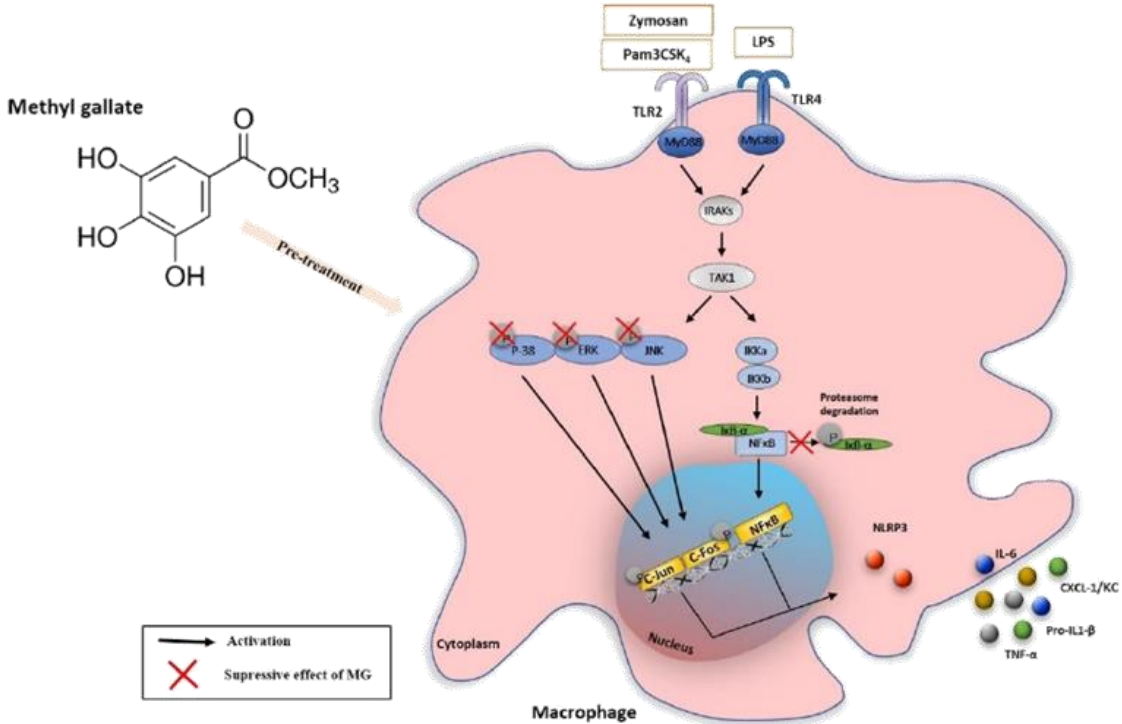 Zymosan
Pam3CSK4
LPS
Methyl gallate
TLR2
TLR4
MyD88
MyD88
O
HO
OCH3
HO
OH
Pre-treatment
IRAKs
TAK1
P
P
P
P-38
ERK
JNK
IKKa
IKKb
Proteasome
degradation
IκB-α
NFκB
P
IκB-α
NLRP3
P
NFκB
C-Fos
P
C-Jun
IL-6
CXCL-1/KC
Pro-IL1-β
TNF-α
Nucleus
Cytoplasm
Activation
Supressive effect of MG
Macrophage